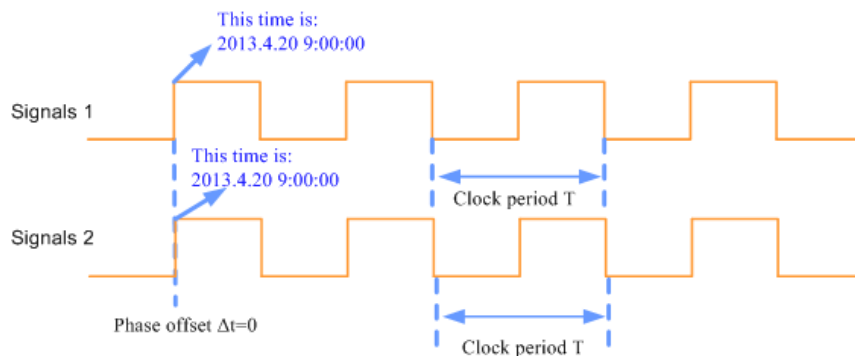 This time is:
2013.4.20 9:00:00
Signals 1
This time is:
2013.4.20 9:00:00
Clock period T
Signals 2
Phase offset Δt=0
Clock period T